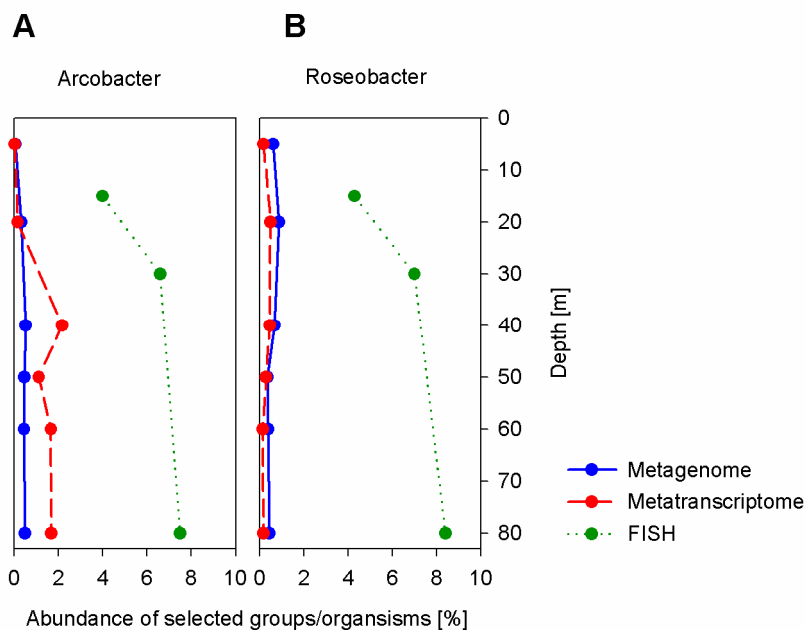 A B
Arcobacter Roseobacter
0
10
20
30
40
50
60
70
80
Depth [m]
0 2 4 6 8 10 0 2 4 6 8 10
Abundance of selected groups/organsisms [%]
Metagenome
Metatranscriptome
FISH